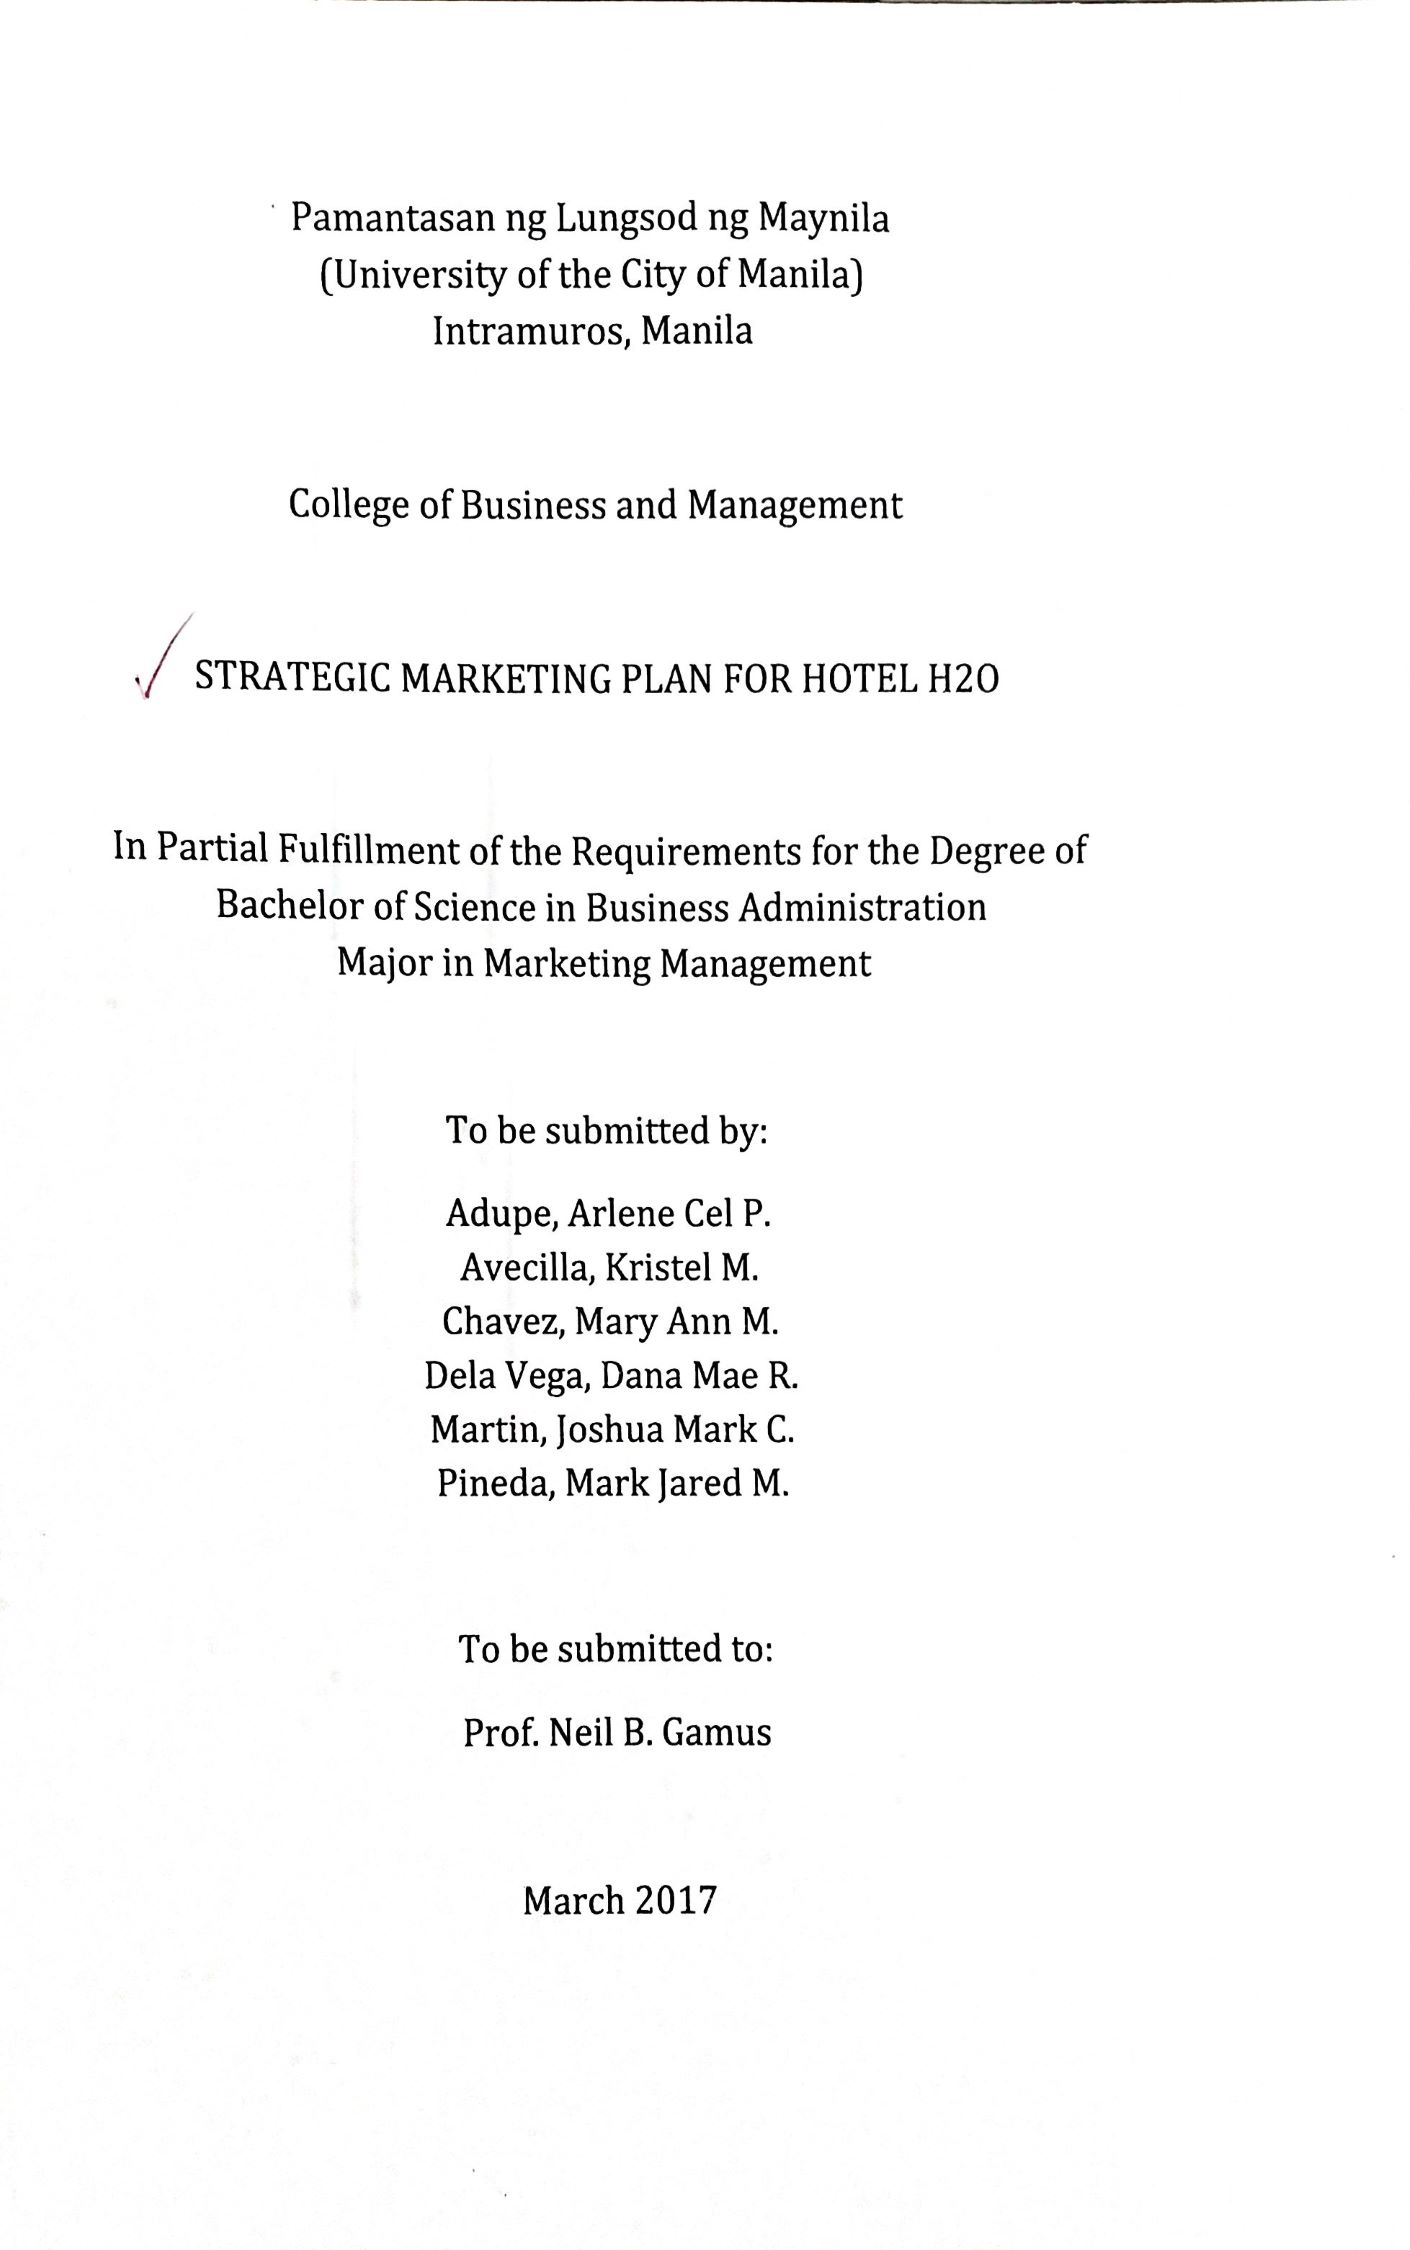 Pamantasan ng Lungsod ng Maynila
(University of the City of Manila)
Intramuros, Manila
College of Business and Management
STRATEGIC MARKETING PLAN FOR HOTEL H2O
In Partial Fulfillment of the Requirements for the Degree of
Bachelor of Science in Business Administration
Major in Marketing Management
To be submitted by:
Adupe, Arlene Cel P.
Avecilla, Kristel M.
Chavez, Mary Ann M.
Dela Vega, Dana Mae R.
Martin, Joshua Mark C.
Pineda, Mark Jared M.
To be submitted to:
Prof. Neil B. Gamus
March 2017